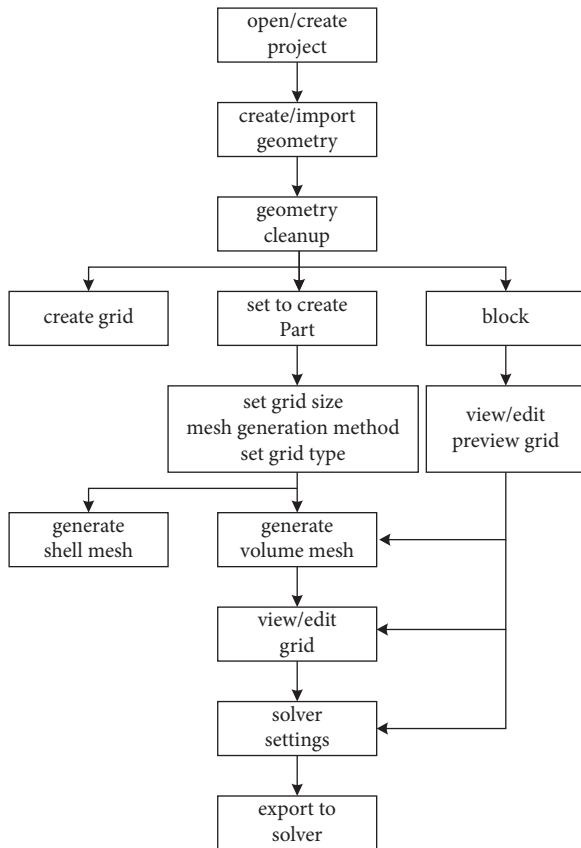 open/create
project
create/import
geometry
geometry
cleanup
create grid
set to create
Part
block
set grid size
mesh generation method
set grid type
view/edit
preview grid
generate
shell mesh
generate
volume mesh
view/edit
grid
solver
settings
export to
solver